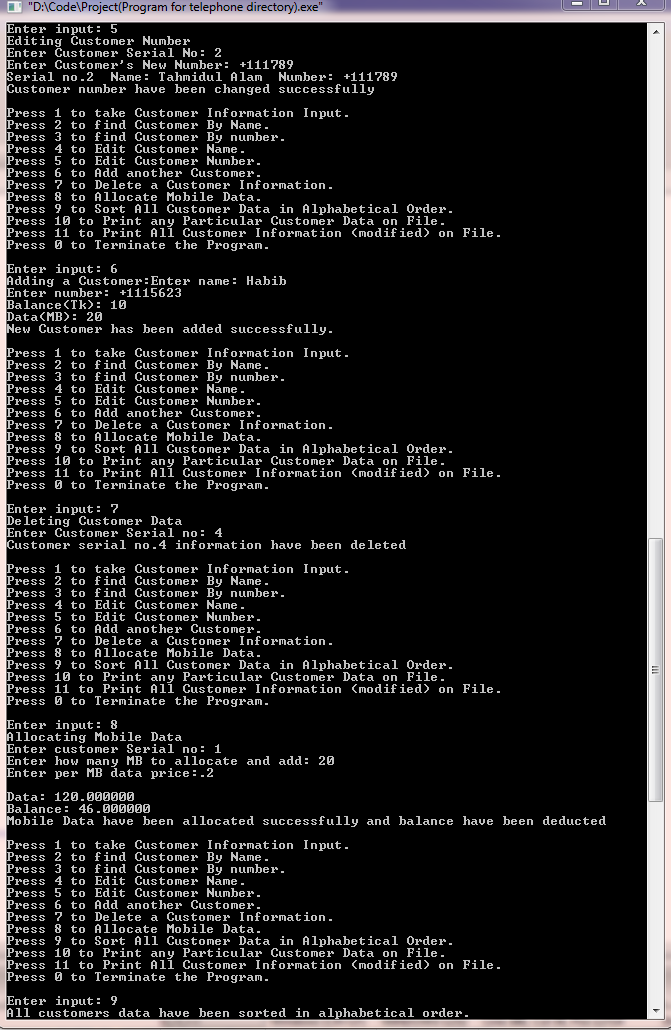 "D:\Code\Project(Program for telephone directory).exe"
Enter input: 5
Editing Customer Number
Enter Customer Serial No: 2
Enter Customer's New Number: +111789
Serial no.2  Name: Tahmidul Alam  Number: +111789
Customer number have been changed successfully

Press 1 to take Customer Information Input.
Press 2 to find Customer By Name.
Press 3 to find Customer By number.
Press 4 to Edit Customer Name.
Press 5 to Edit Customer Number.
Press 6 to Add another Customer.
Press 7 to Delete a Customer Information.
Press 8 to Allocate Mobile Data.
Press 9 to Sort All Customer Data in Alphabetical Order.
Press 10 to Print any Particular Customer Data on File.
Press 11 to Print All Customer Information (modified) on File.
Press 0 to Terminate the Program.

Enter input: 6
Adding a Customer:Enter name: Habib
Enter number: +1115623
Balance(Tk): 10
Data(MB): 20
New Customer has been added successfully.

Press 1 to take Customer Information Input.
Press 2 to find Customer By Name.
Press 3 to find Customer By number.
Press 4 to Edit Customer Name.
Press 5 to Edit Customer Number.
Press 6 to Add another Customer.
Press 7 to Delete a Customer Information.
Press 8 to Allocate Mobile Data.
Press 9 to Sort All Customer Data in Alphabetical Order.
Press 10 to Print any Particular Customer Data on File.
Press 11 to Print All Customer Information (modified) on File.
Press 0 to Terminate the Program.

Enter input: 7
Deleting Customer Data
Enter Customer Serial no: 4
Customer serial no.4 information have been deleted

Press 1 to take Customer Information Input.
Press 2 to find Customer By Name.
Press 3 to find Customer By number.
Press 4 to Edit Customer Name.
Press 5 to Edit Customer Number.
Press 6 to Add another Customer.
Press 7 to Delete a Customer Information.
Press 8 to Allocate Mobile Data.
Press 9 to Sort All Customer Data in Alphabetical Order.
Press 10 to Print any Particular Customer Data on File.
Press 11 to Print All Customer Information (modified) on File.
Press 0 to Terminate the Program.

Enter input: 8
Allocating Mobile Data
Enter customer Serial no: 1
Enter how many MB to allocate and add: 20
Enter per MB data price:.2

Data: 120.000000
Balance: 46.000000
Mobile Data have been allocated successfully and balance have been deducted

Press 1 to take Customer Information Input.
Press 2 to find Customer By Name.
Press 3 to find Customer By number.
Press 4 to Edit Customer Name.
Press 5 to Edit Customer Number.
Press 6 to Add another Customer.
Press 7 to Delete a Customer Information.
Press 8 to Allocate Mobile Data.
Press 9 to Sort All Customer Data in Alphabetical Order.
Press 10 to Print any Particular Customer Data on File.
Press 11 to Print All Customer Information (modified) on File.
Press 0 to Terminate the Program.

Enter input: 9
All customers data have been sorted in alphabetical order.